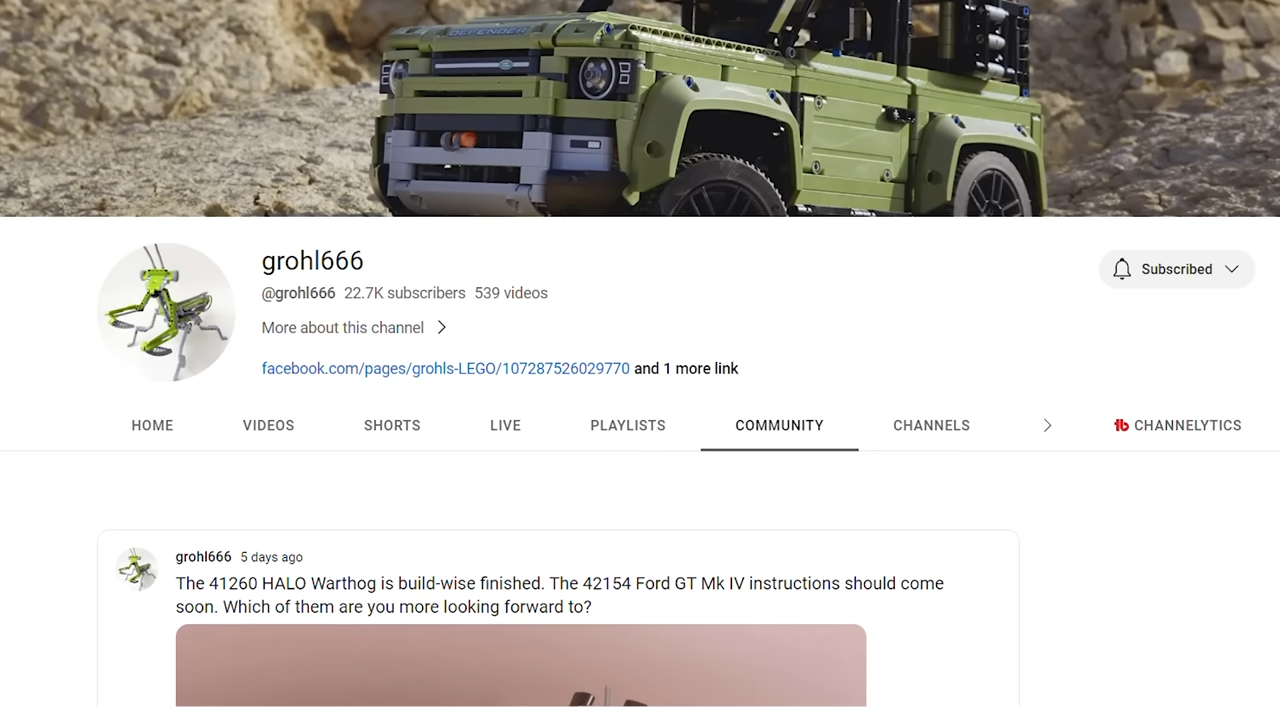 DEFENDER
grohl666
@grohl666 22.7K subscribers 539 videos
More about this channel
facebook.com/pages/grohls-LEGO/107287526029770 and 1 more link
Subscribed
HOME VIDEOS SHORTS LIVE PLAYLISTS COMMUNITY CHANNELS CHANNELYTICS
grohl666 5 days ago
The 41260 HALO Warthog is build-wise finished. The 42154 Ford GT Mk IV instructions should come
soon. Which of them are you more looking forward to?